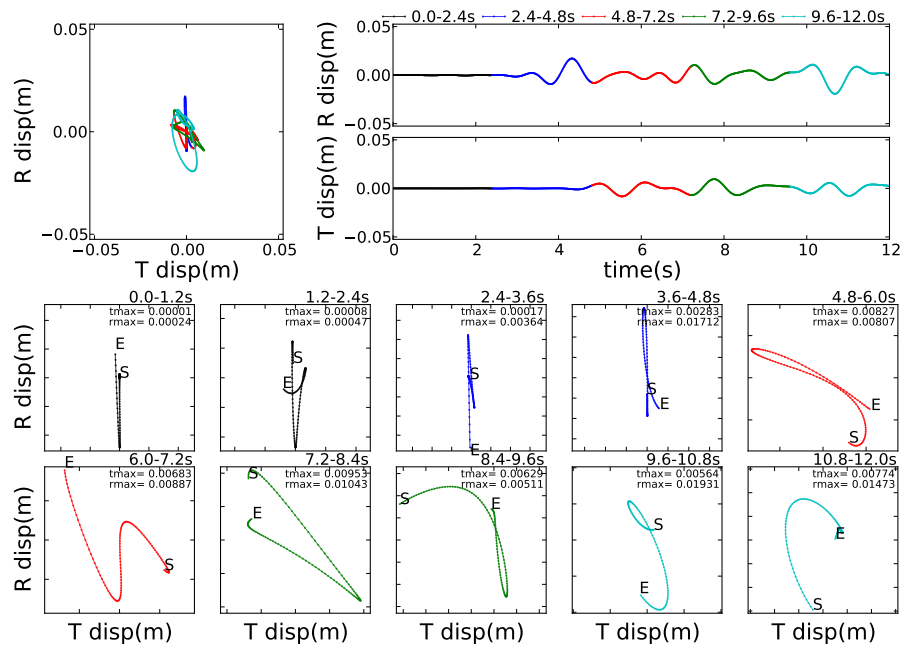 0.0-2.4s 2.4-4.8s 4.8-7.2s 7.2-9.6s 9.6-12.0s
0.05
0.00
−0.05
R disp(m)
−0.05 0.00 0.05
T disp(m)
0.05
0.00
−0.05
R disp(m)
0.05
0.00
−0.05
T disp(m)
0 2 4 6 8 10 12
time(s)
0.0-1.2s
tmax= 0.00001
rmax= 0.00024
E
S
R disp(m)
1.2-2.4s
tmax= 0.00008
rmax= 0.00047
S
E
2.4-3.6s
tmax= 0.00017
rmax= 0.00364
S
E
3.6-4.8s
tmax= 0.00283
rmax= 0.01712
S
E
4.8-6.0s
tmax= 0.00827
rmax= 0.00807
E
S
6.0-7.2s
tmax= 0.00683
rmax= 0.00887
E
S
R disp(m)
T disp(m)
7.2-8.4s
tmax= 0.00953
rmax= 0.01043
S
E
T disp(m)
8.4-9.6s
tmax= 0.00629
rmax= 0.00511
S
E
T disp(m)
9.6-10.8s
tmax= 0.00564
rmax= 0.01931
S
E
T disp(m)
10.8-12.0s
tmax= 0.00774
rmax= 0.01473
E
S
T disp(m)